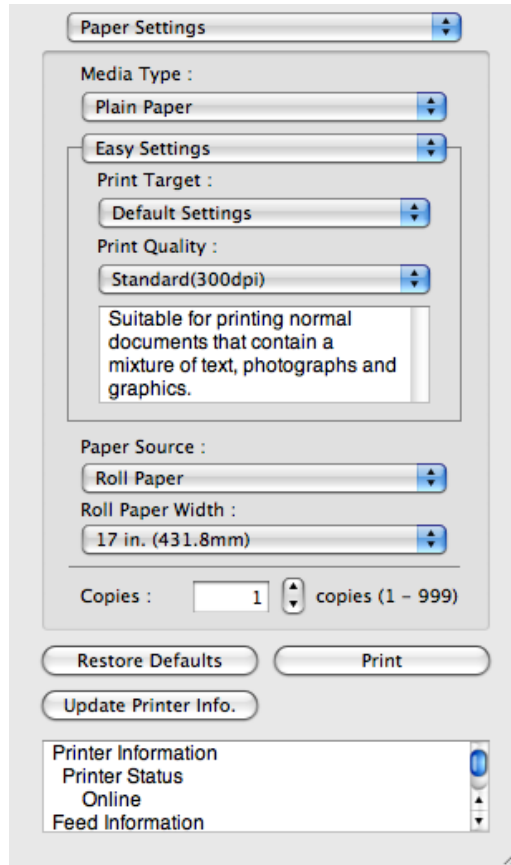 Paper Settings
Media Type :
Plain Paper
Easy Settings
Print Target :
Default Settings
Print Quality :
Standard(300dpi)
Suitable for printing normal
documents that contain a
mixture of text, photographs and
graphics.
Paper Source :
Roll Paper
Roll Paper Width :
17 in. (431.8mm)
Copies : 1 copies (1 – 999)
Restore Defaults Print
Update Printer Info.
Printer Information
Printer Status
Online
Feed Information